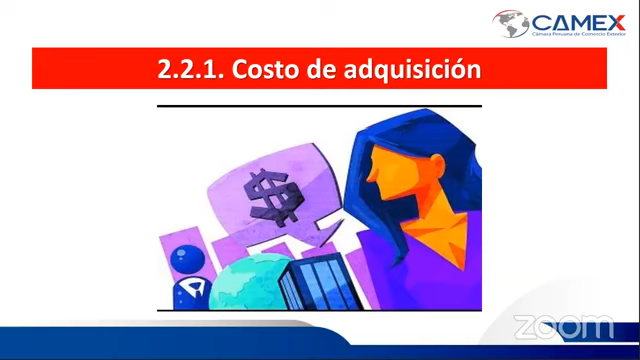 CAMEX
Cámara Peruana de Comercio Exterior
2.2.1. Costo de adquisición
$
zoom